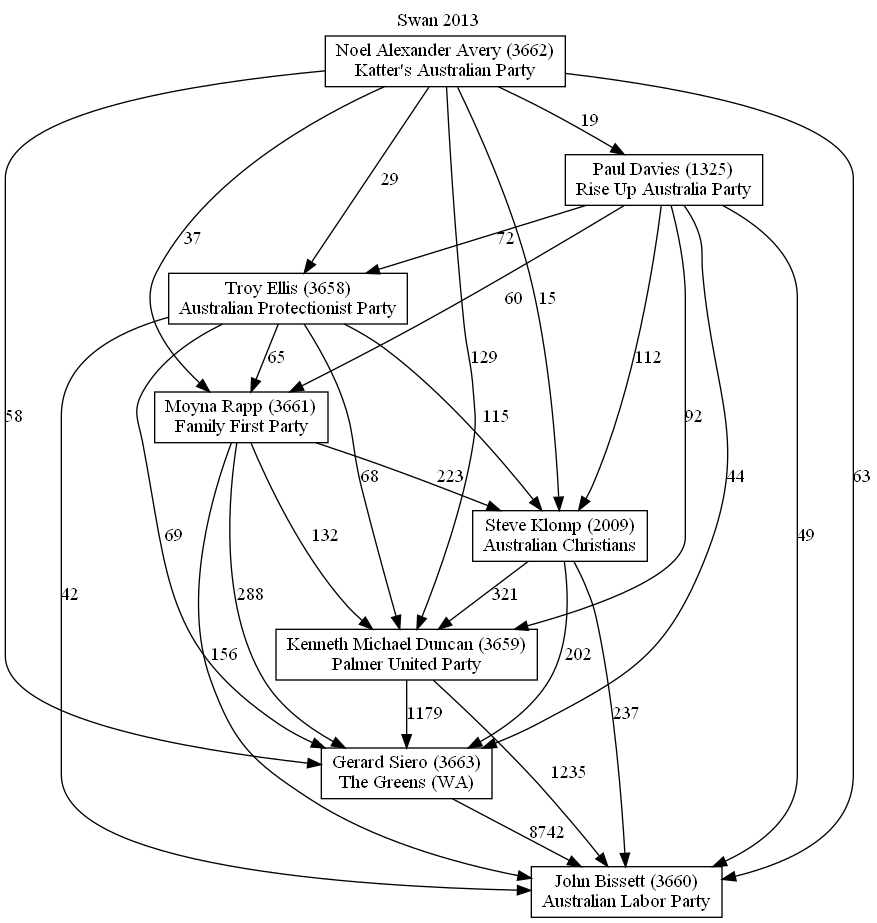 Swan 2013
Noel Alexander Avery (3662)
Katter's Australian Party
19
Paul Davies (1325)
Rise Up Australia Party
29
37
72
60
15
Troy Ellis (3658)
Australian Protectionist Party
65
129
112
Moyna Rapp (3661)
Family First Party
58
115
92
68
223
44
63
Steve Klomp (2009)
Australian Christians
69
132
49
42
288
321
Kenneth Michael Duncan (3659)
Palmer United Party
156
202
1179
237
Gerard Siero (3663)
The Greens (WA)
1235
8742
John Bissett (3660)
Australian Labor Party